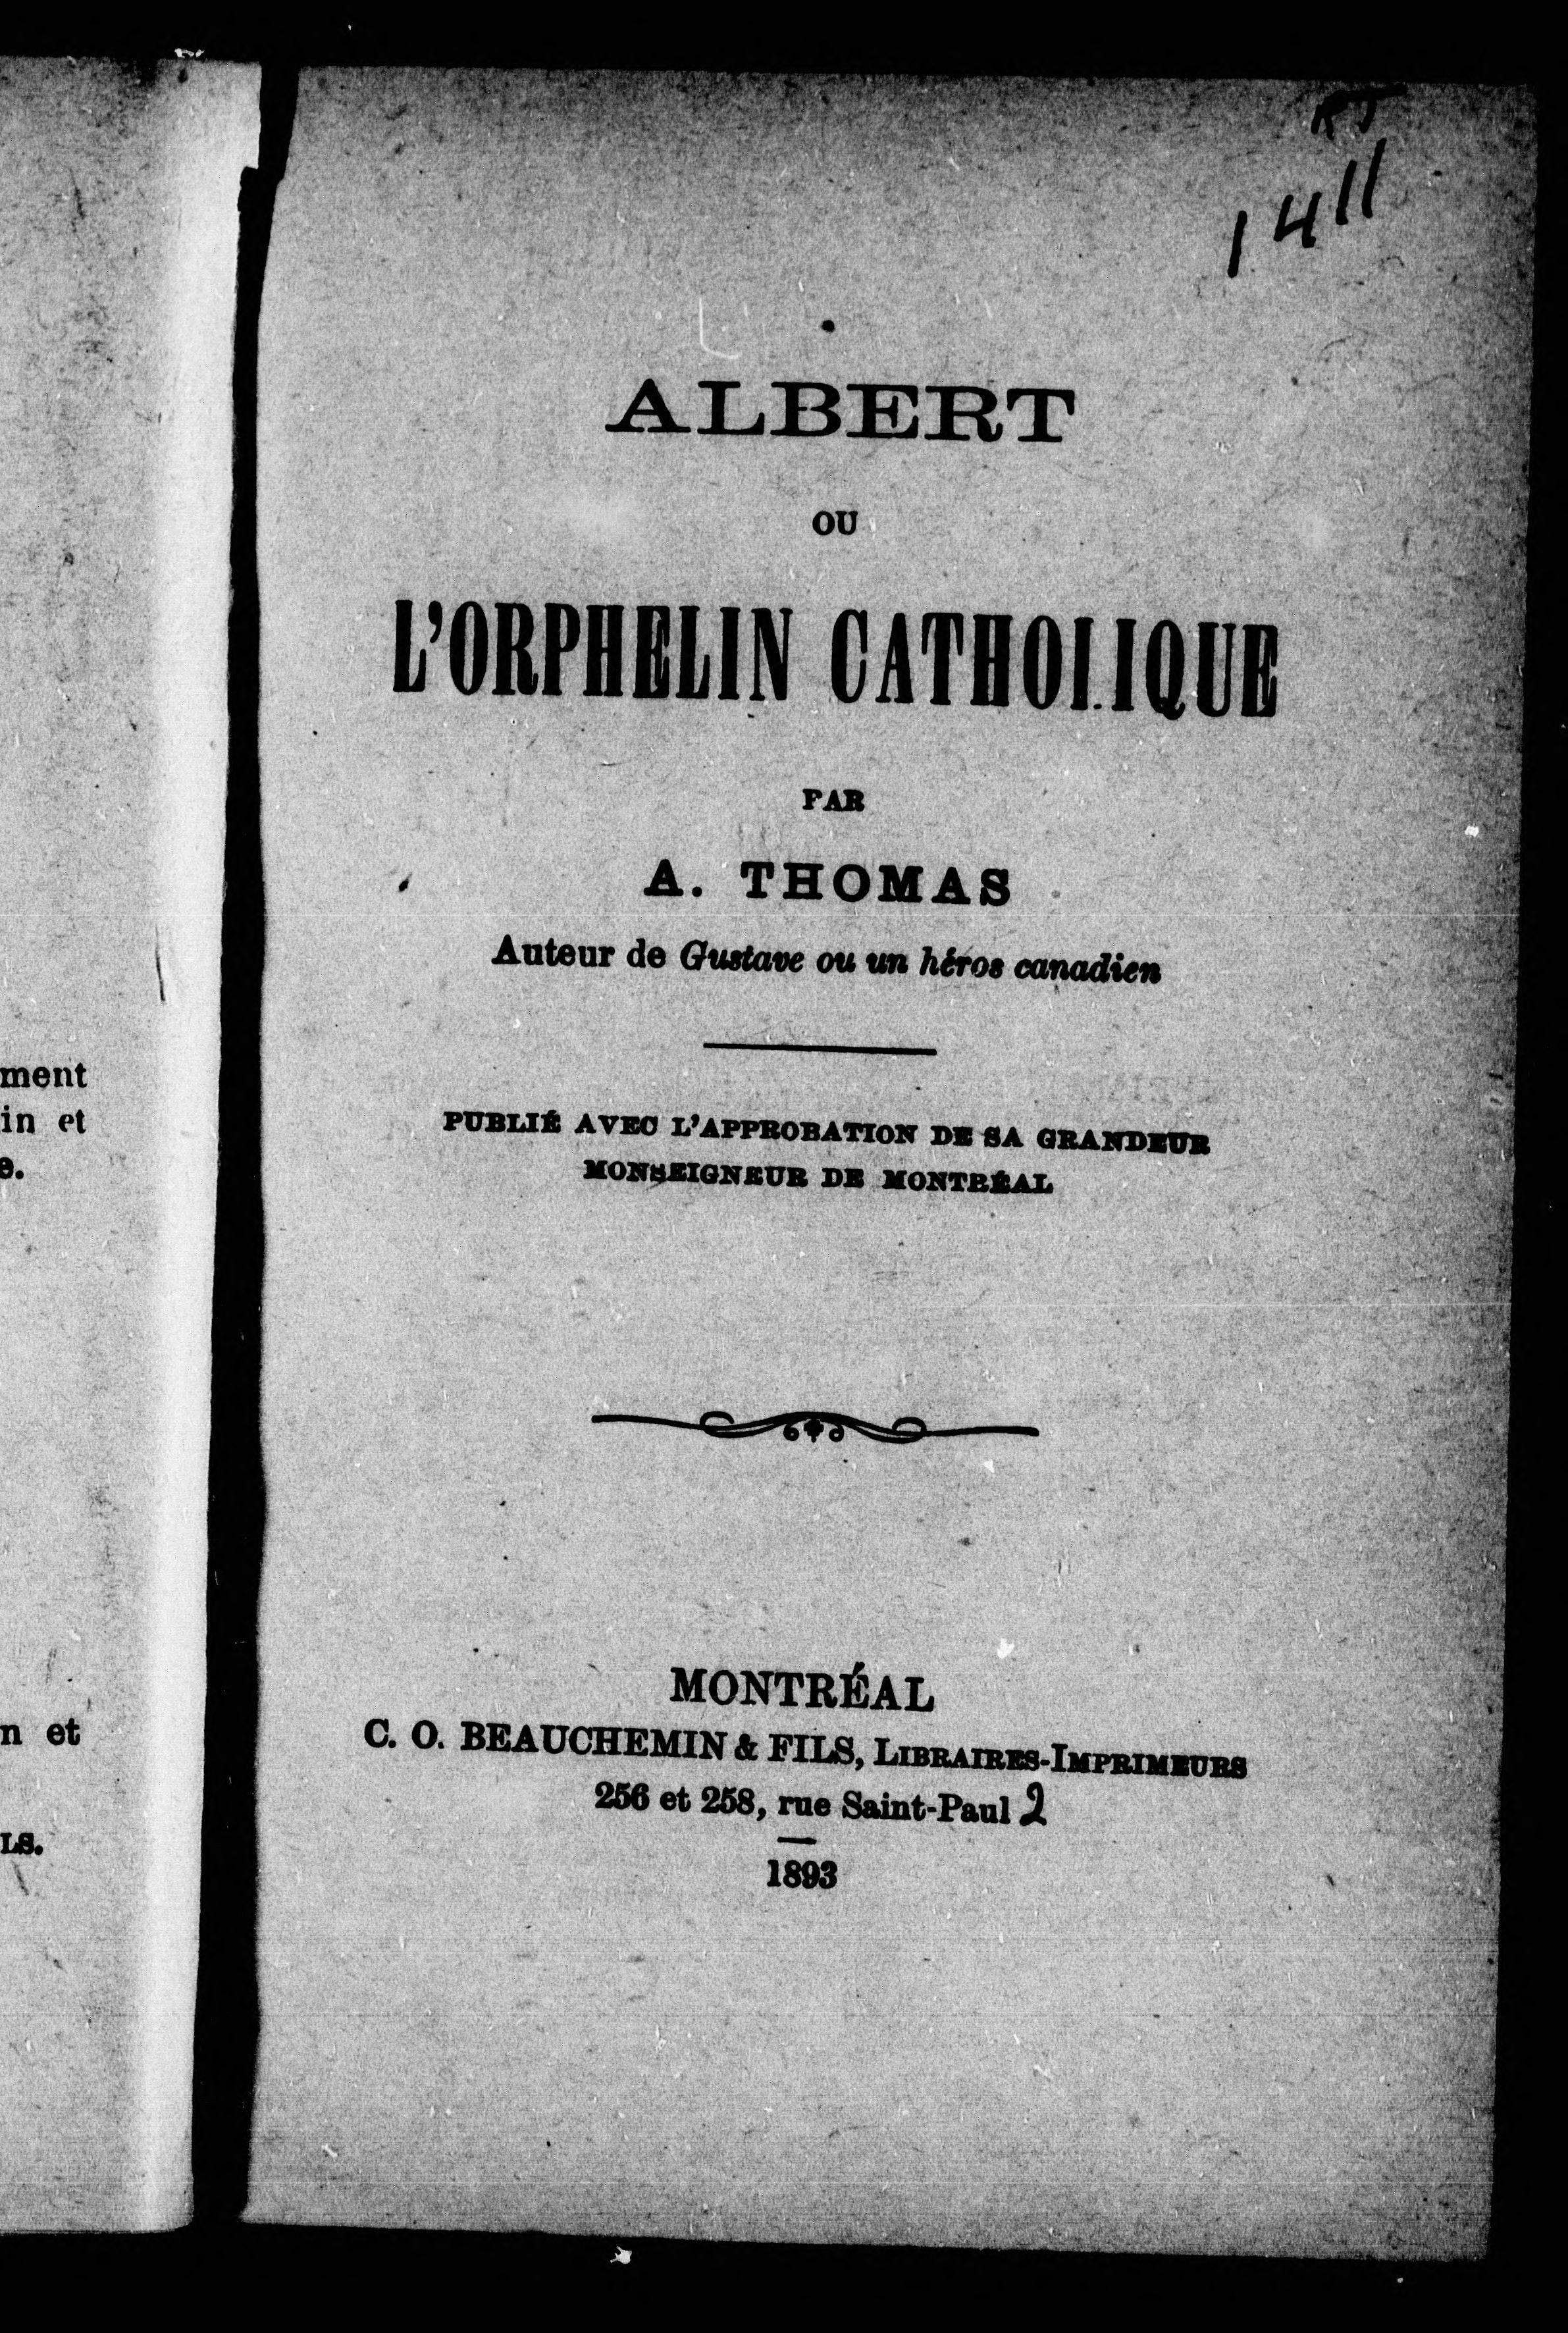 ment
in et
e.
n et
LS.
1411
ALBERT
OU
L'ORPHELIN CATHOLIQUE
PAR
A. THOMAS
Auteur de Gustave ou un héros canadien
PUBLIÉ AVEC L'APPROBATION DE SA GRANDEUR
MONSEIGNEUR DE MONTRÉAL
MONTRÉAL
C. O. BEAUCHEMIN & FILS, LIBRAIRES-IMPRIMEURS
256 et 258, rue Saint-Paul 2
1893